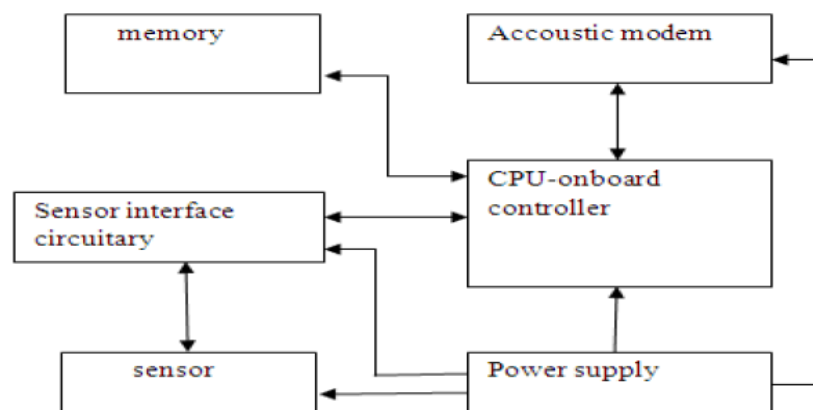 memory
Accoustic modem
CPU-onboard
controller
Sensor interface
circuitary
sensor
Power supply